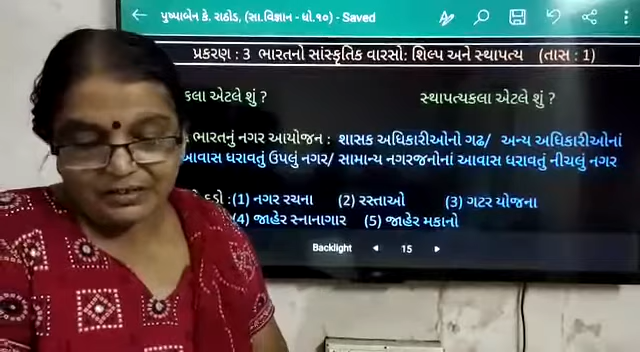 પુષ્પાબેન કે. રાઠોડ, (સા.વિજ્ઞાન - ધો.૧૦) - Saved
પ્રકરણ : 3 ભારતનો સાંસ્કૃતિક વારસો: શિલ્પ અને સ્થાપત્ય (તાસ : 1)
કલા એટલે શું ? સ્થાપત્યકલા એટલે શું ?
ભારતનું નગર આયોજન : શાસક અધિકારીઓનો ગઢ/ અન્ય અધિકારીઓનાં
આવાસ ધરાવતું ઉપલું નગર/ સામાન્ય નગરજનોનાં આવાસ ધરાવતું નીચલું નગર
(1) નગર રચના (2) રસ્તાઓ (3) ગટર યોજના
(4) જાહેર સ્નાનાગાર (5) જાહેર મકાનો
Backlight 15